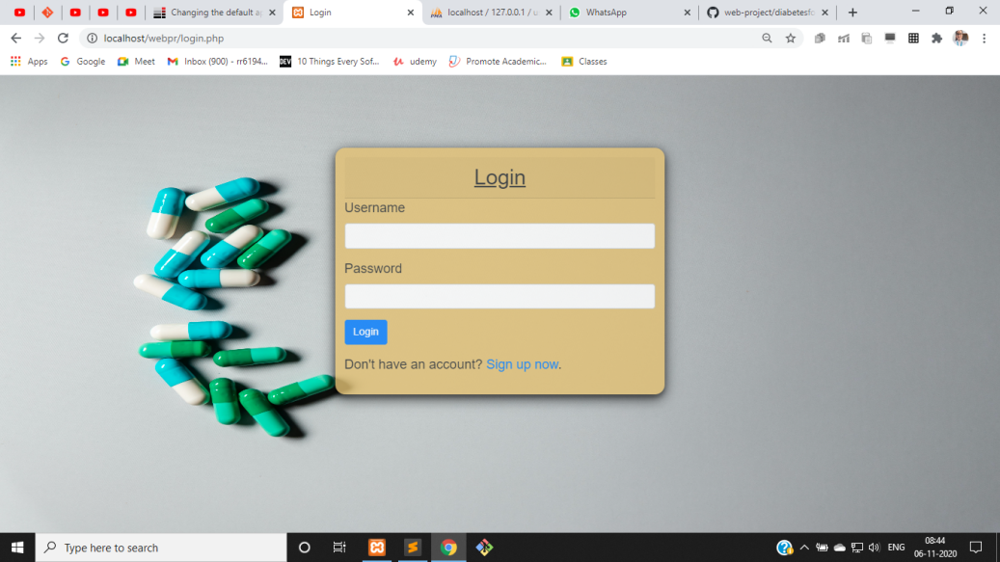 Changing the default ap
Login
localhost / 127.0.0.1 / u
WhatsApp
web-project/diabetesfo
localhost/webpr/login.php
Apps
Google
Meet
Inbox (900) - rr6194...
DEV
10 Things Every Sof...
udemy
Promote Academic...
Classes
Login
Username
Password
Login
Don't have an account? Sign up now.
Type here to search
ENG
08:44
06-11-2020